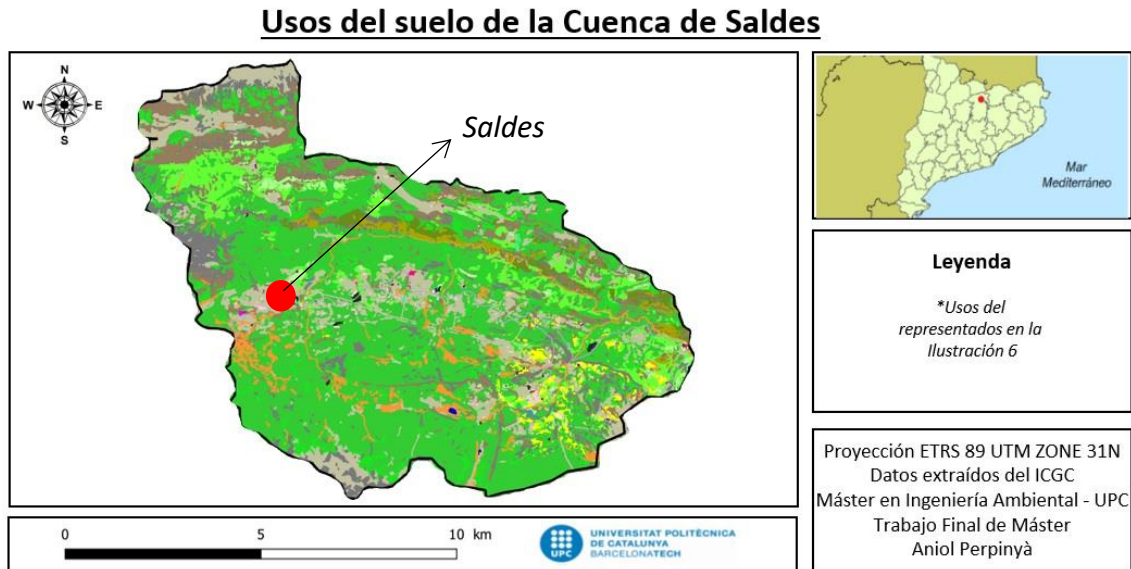 Usos del suelo de la Cuenca de Saldes
N
W
E
S
Saldes
Mar
Mediterráneo
Leyenda
*Usos del
representados en la
Ilustración 6
Proyección ETRS 89 UTM ZONE 31N
Datos extraídos del ICGC
Máster en Ingeniería Ambiental - UPC
Trabajo Final de Máster
Aniol Perpinyà
0 5 10 km
UPC
UNIVERSITAT POLITÈCNICA
DE CATALUNYA
BARCELONATECH